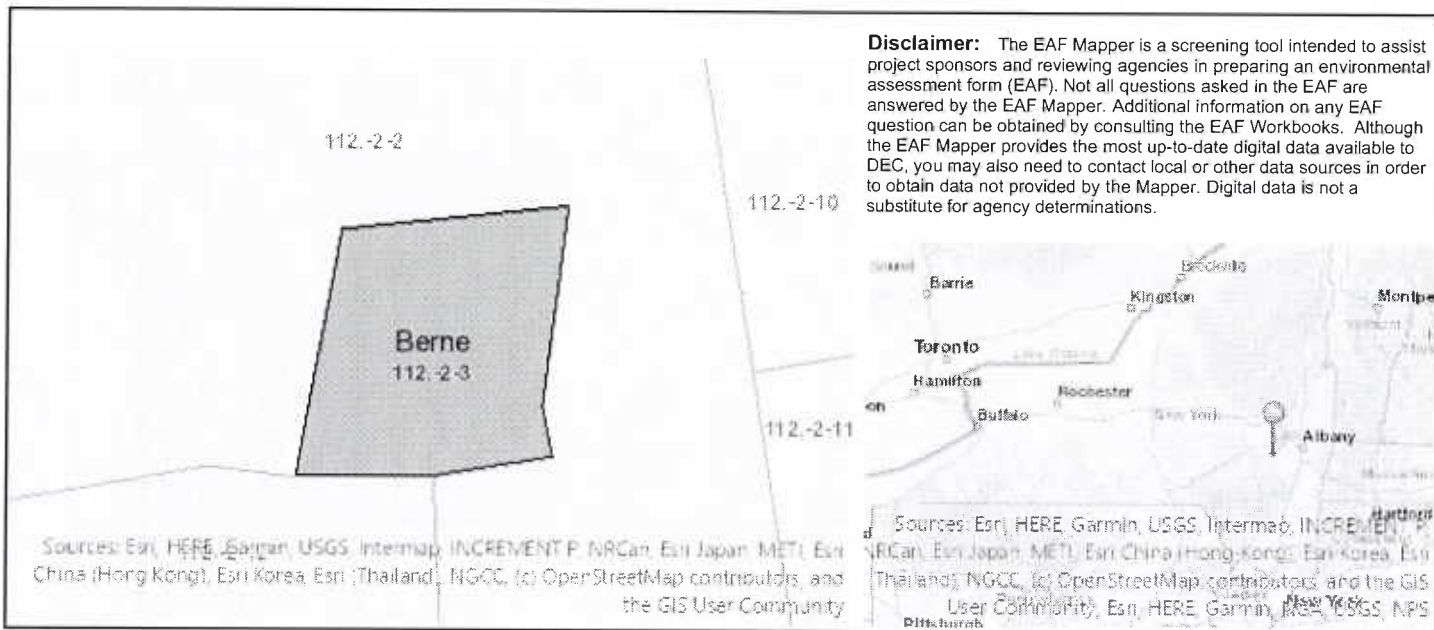 Disclaimer: The EAF Mapper is a screening tool intended to assist
project sponsors and reviewing agencies in preparing an environmental
assessment form (EAF). Not all questions asked in the EAF are
answered by the EAF Mapper. Additional information on any EAF
question can be obtained by consulting the EAF Workbooks. Although
the EAF Mapper provides the most up-to-date digital data available to
DEC, you may also need to contact local or other data sources in order
to obtain data not provided by the Mapper. Digital data is not a
substitute for agency determinations.
112.-2-2
112.-2-10
Berne
112.-2-3
112.-2-11
Sources: Esri, HERE, Garmin, USGS, Intermap, INCREMENT P, NRCan, Esri Japan, METI, Esri
China (Hong Kong), Esri Korea, Esri (Thailand), NGCC, (c) OpenStreetMap contributors, and
the GIS User Community
Barrie
Kingston
Montpe
Vermont
Toronto
Hamilton
Rochester
on
Buffalo
New York
Albany
Hartford
Sources: Esri, HERE, Garmin, USGS, Intermap, INCREMENT P,
NRCan, Esri Japan, METI, Esri China (Hong Kong), Esri Korea, Esri
(Thailand), NGCC, (c) OpenStreetMap contributors, and the GIS
User Community, Esri, HERE, Garmin, USGS, NPS
New York
Pittsburgh